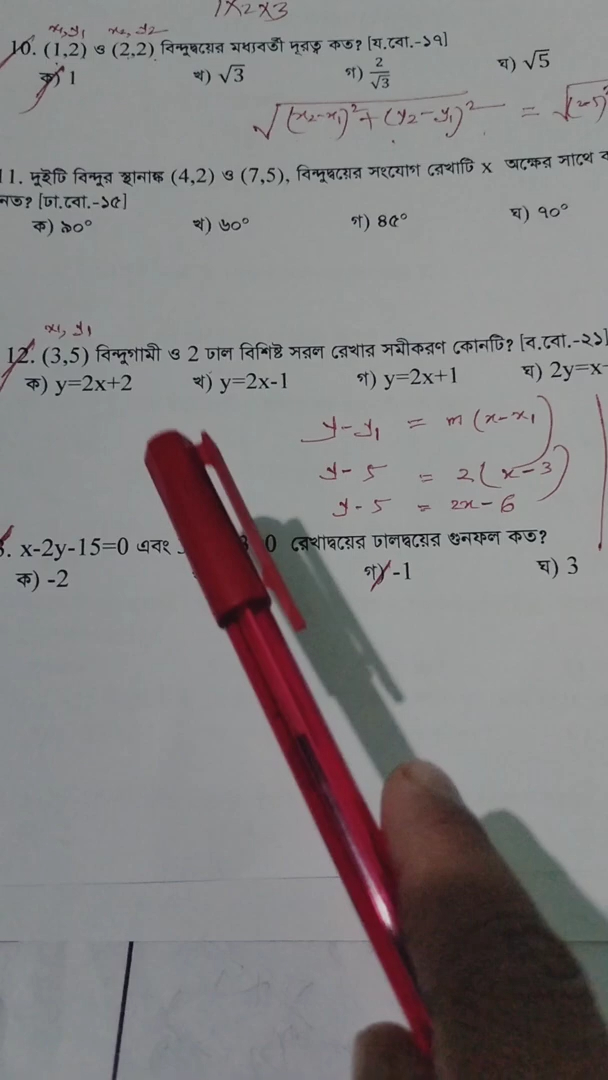 1×2×3
x₁, y₁ x₂, y₂
10. (1,2) ও (2,2) বিন্দুদ্বয়ের মধ্যবর্তী দূরত্ব কত? [য.বো.-১৭]
ক) 1 খ) √3 গ) 2/√3 ঘ) √5
√(x₂-x₁)²+(y₂-y₁)² =
11. দুইটি বিন্দুর স্থানাঙ্ক (4,2) ও (7,5), বিন্দুদ্বয়ের সংযোগ রেখাটি x অক্ষের সাথে
নত? [ঢা.বো.-১৫]
ক) ৯০° খ) ৬০° গ) ৪৫° ঘ) ৭০°
x₁, y₁
12. (3,5) বিন্দুগামী ও 2 ঢাল বিশিষ্ট সরল রেখার সমীকরণ কোনটি? [ব.বো.-২১]
ক) y=2x+2 খ) y=2x-1 গ) y=2x+1 ঘ) 2y=x-
y-y₁ = m(x-x₁)
y-5 = 2(x-3)
y-5 = 2x-6
x-2y-15=0 এবং 0 রেখাদ্বয়ের ঢালদ্বয়ের গুনফল কত?
ক) -2 গ) -1 ঘ) 3